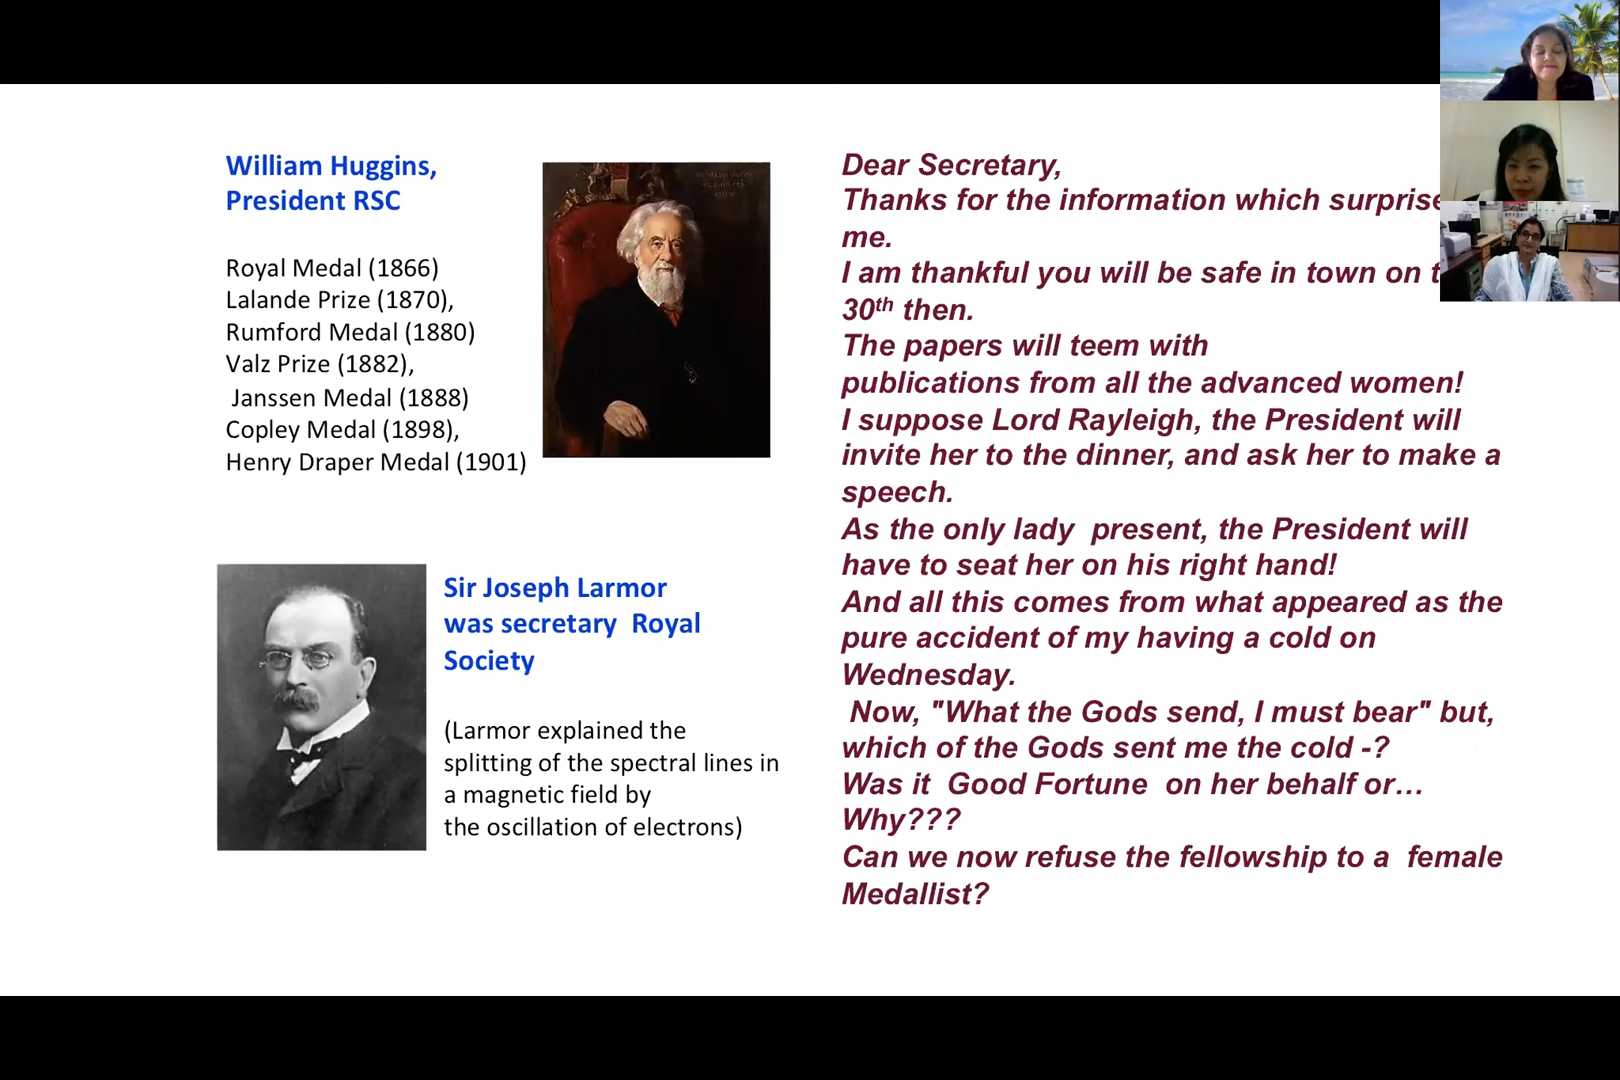 William Huggins,
President RSC
Royal Medal (1866)
Lalande Prize (1870),
Rumford Medal (1880)
Valz Prize (1882),
Janssen Medal (1888)
Copley Medal (1898),
Henry Draper Medal (1901)
Sir Joseph Larmor
was secretary Royal
Society
(Larmor explained the
splitting of the spectral lines in
a magnetic field by
the oscillation of electrons)
Dear Secretary,
Thanks for the information which
me.
I am thankful you will be safe in town on
30th then.
The papers will teem with
publications from all the advanced women!
I suppose Lord Rayleigh, the President will
invite her to the dinner, and ask her to make a
speech.
As the only lady present, the President will
have to seat her on his right hand!
And all this comes from what appeared as the
pure accident of my having a cold on
Wednesday.
Now, "What the Gods send, I must bear" but,
which of the Gods sent me the cold -?
Was it Good Fortune on her behalf or...
Why???
Can we now refuse the fellowship to a female
Medallist?